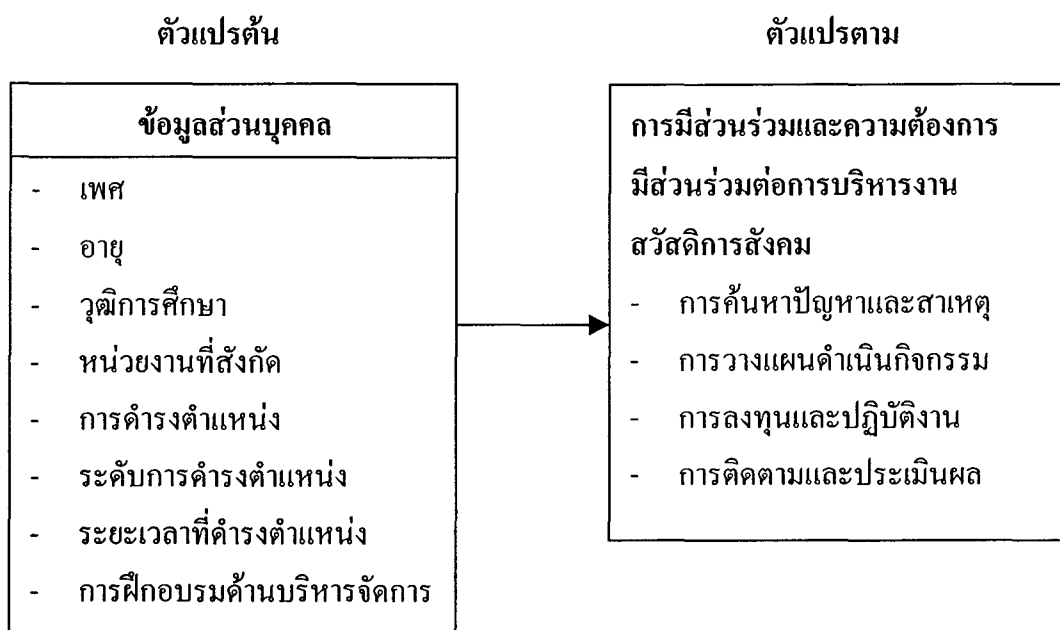 ตัวแปรต้น
ข้อมูลส่วนบุคคล
- เพศ
- อายุ
- วุฒิการศึกษา
- หน่วยงานที่สังกัด
- การดำรงตำแหน่ง
- ระดับการดำรงตำแหน่ง
- ระยะเวลาที่ดำรงตำแหน่ง
- การฝึกอบรมด้านบริหารจัดการ
ตัวแปรตาม
การมีส่วนร่วมและความต้องการ
มีส่วนร่วมต่อการบริหารงาน
สวัสดิการสังคม
- การค้นหาปัญหาและสาเหตุ
- การวางแผนดำเนินกิจกรรม
- การลงทุนและปฏิบัติงาน
- การติดตามและประเมินผล